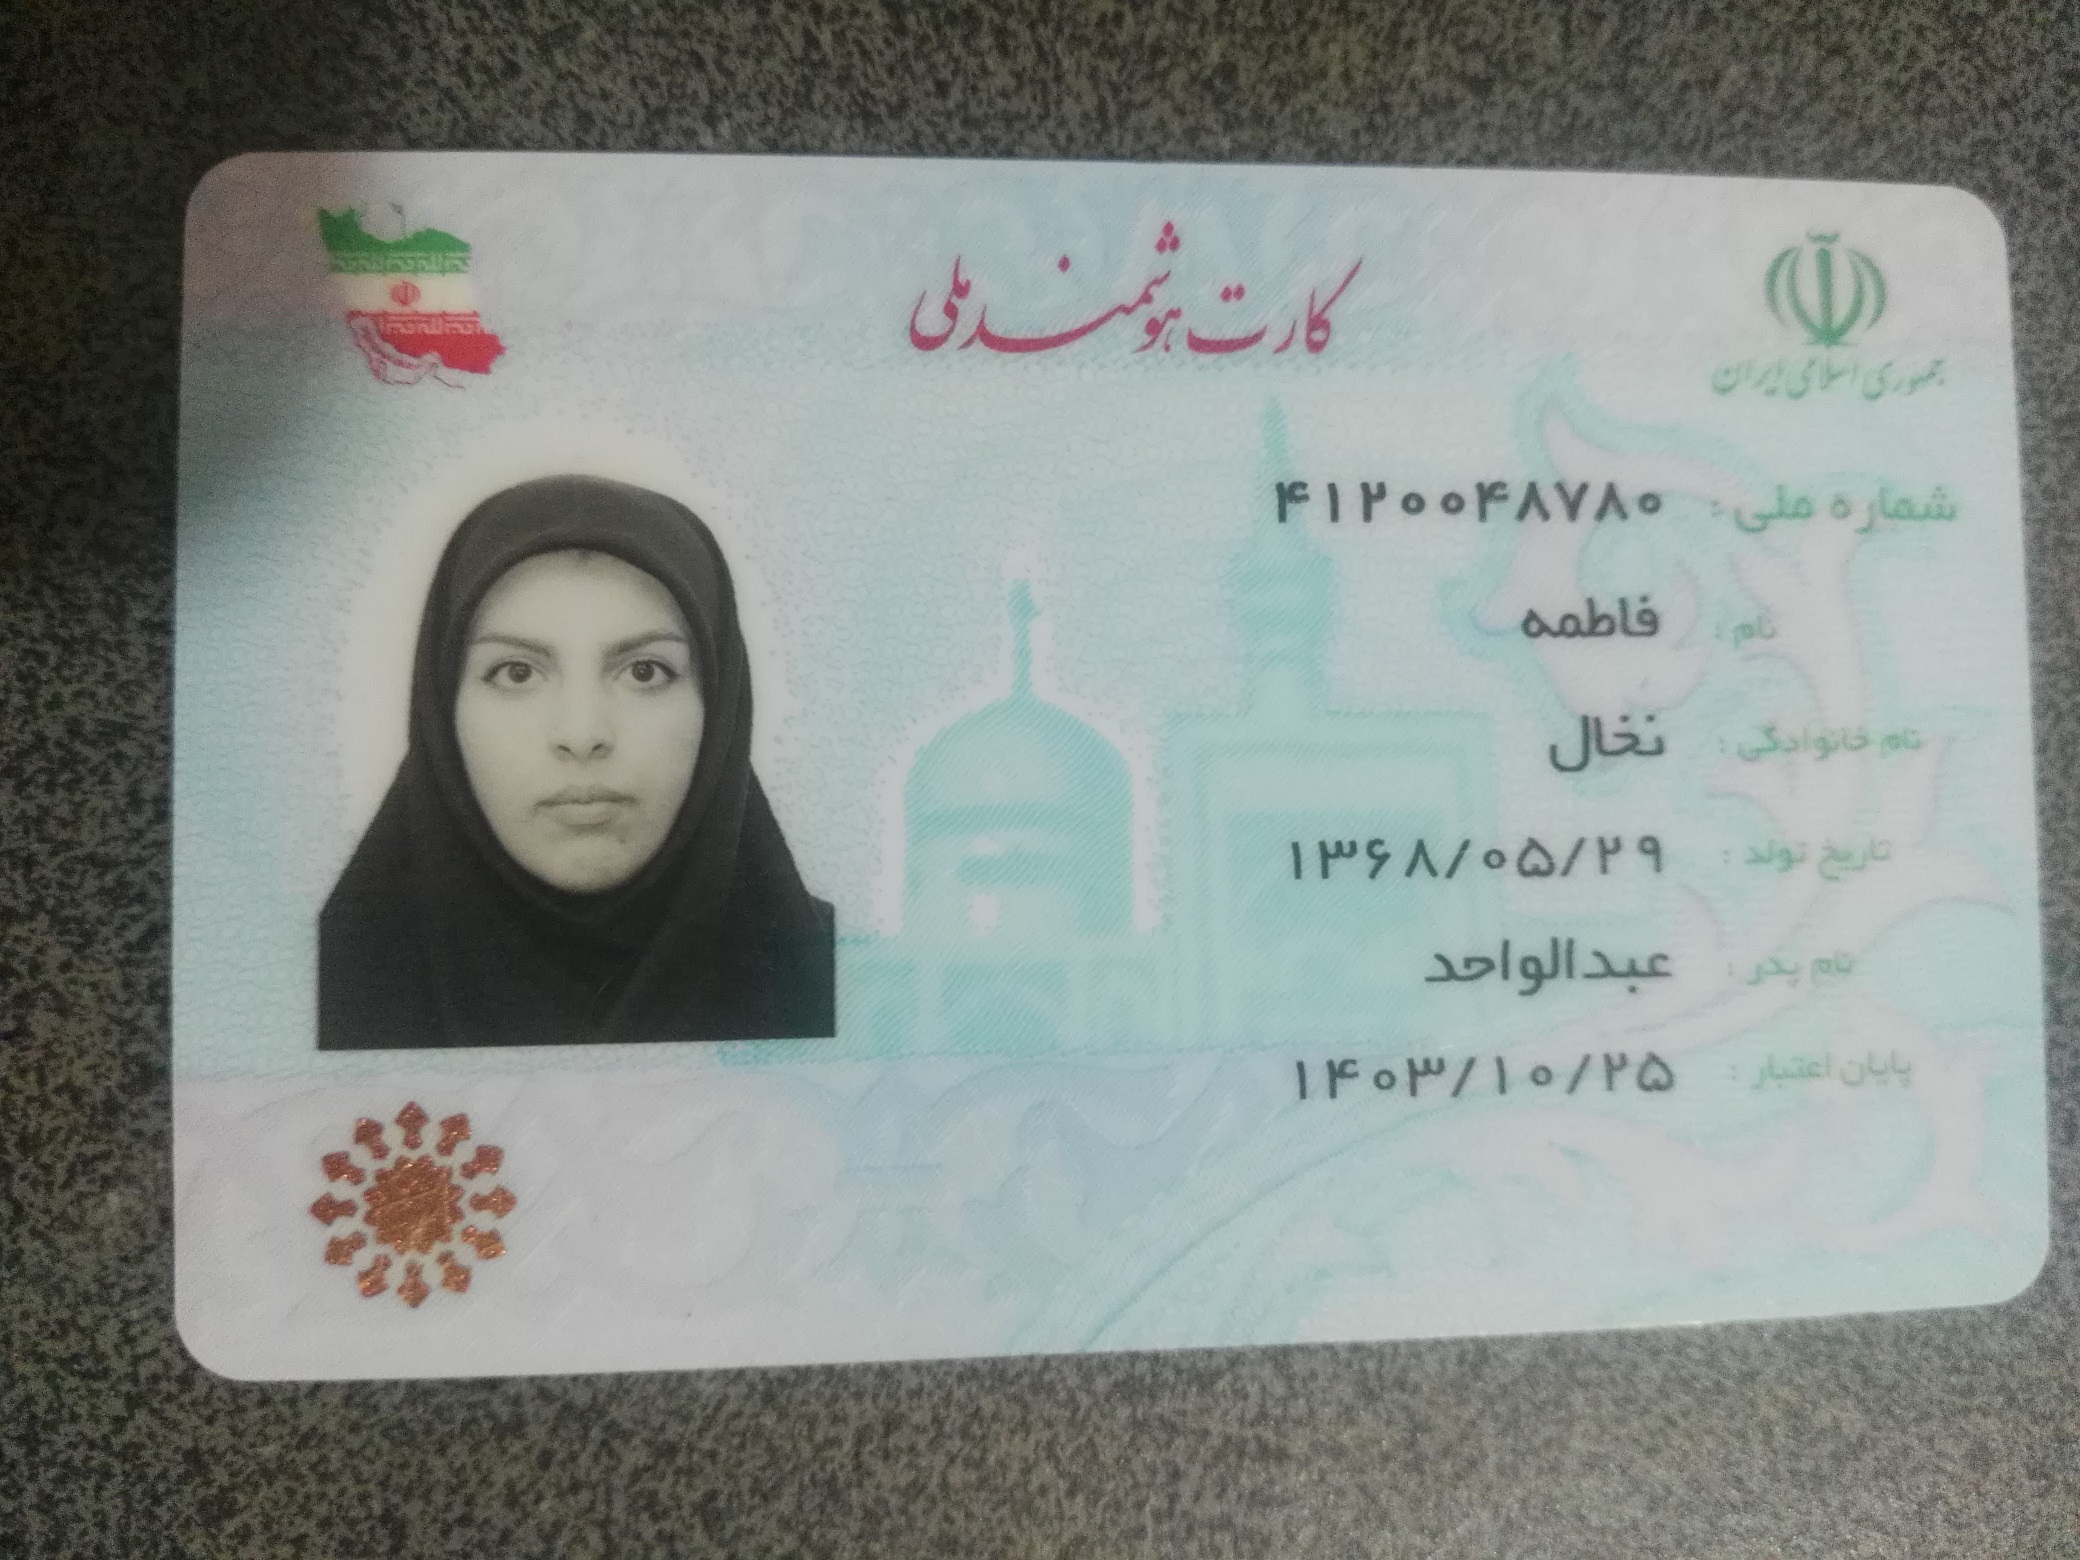 کارت هوشمند ملی
جمهوری اسلامی ایران
شماره ملی : ۴۱۲۰۰۴۸۷۸۰
نام : فاطمه
نام خانوادگی : نخال
تاریخ تولد : ۱۳۶۸/۰۵/۲۹
نام پدر : عبدالواحد
پایان اعتبار : ۱۴۰۳/۱۰/۲۵